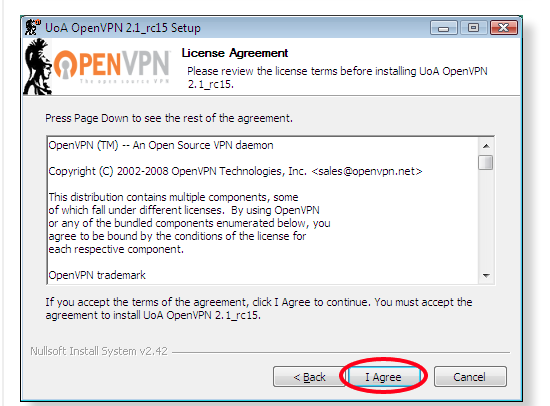 UoA OpenVPN 2.1_rc15 Setup
OPENVPN
The open source VPN
License Agreement
Please review the license terms before installing UoA OpenVPN
2.1_rc15.
Press Page Down to see the rest of the agreement.
OpenVPN (TM) -- An Open Source VPN daemon
Copyright (C) 2002-2008 OpenVPN Technologies, Inc. <sales@openvpn.net>
This distribution contains multiple components, some
of which fall under different licenses.  By using OpenVPN
or any of the bundled components enumerated below, you
agree to be bound by the conditions of the license for
each respective component.
OpenVPN trademark
If you accept the terms of the agreement, click I Agree to continue. You must accept the
agreement to install UoA OpenVPN 2.1_rc15.
Nullsoft Install System v2.42
< Back
I Agree
Cancel